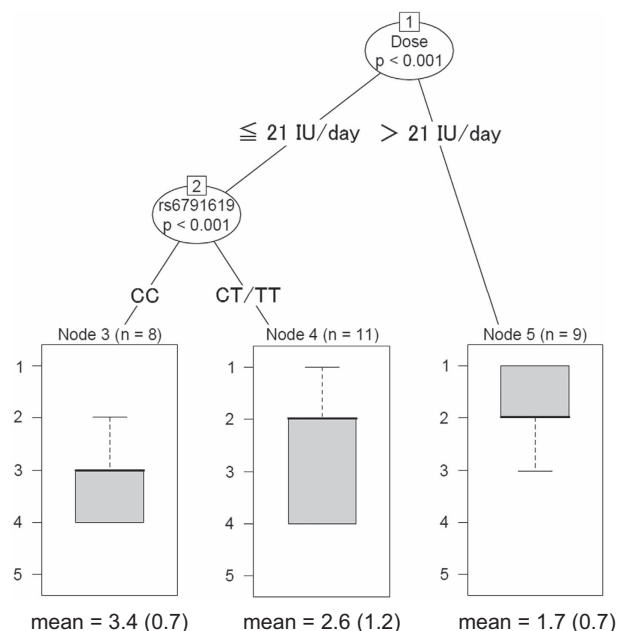 1
Dose
p < 0.001
≦ 21 IU/day > 21 IU/day
2
rs6791619
p < 0.001
CC CT/TT
Node 3 (n = 8)
1
2
3
4
5
mean = 3.4 (0.7)
Node 4 (n = 11)
1
2
3
4
5
mean = 2.6 (1.2)
Node 5 (n = 9)
1
2
3
4
5
mean = 1.7 (0.7)